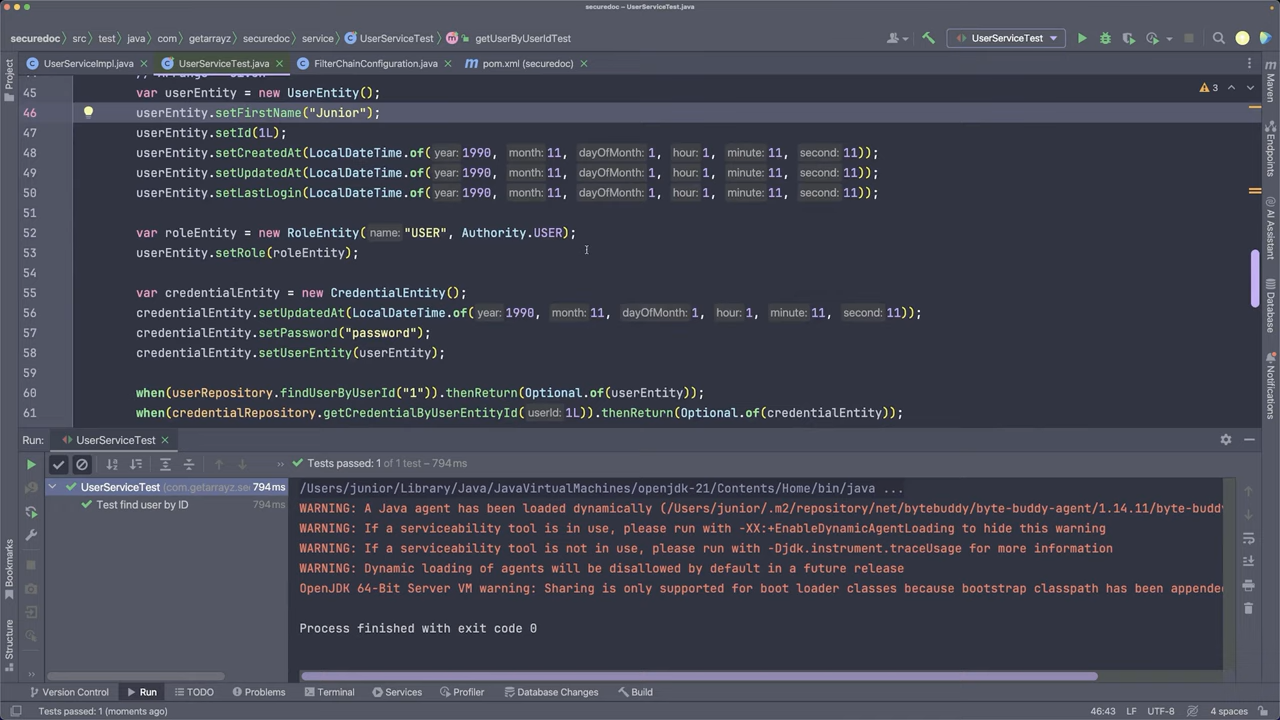 securedoc – UserServiceTest.java
securedoc
src
test
java
com
getarrayz
securedoc
service
UserServiceTest
getUserByUserIdTest
UserServiceTest
UserServiceImpl.java
UserServiceTest.java
FilterChainConfiguration.java
pom.xml (securedoc)
Project
45 var userEntity = new UserEntity();
3
46 userEntity.setFirstName("Junior");
47 userEntity.setId(1L);
48 userEntity.setCreatedAt(LocalDateTime.of( year: 1990, month: 11, dayOfMonth: 1, hour: 1, minute: 11, second: 11));
49 userEntity.setUpdatedAt(LocalDateTime.of( year: 1990, month: 11, dayOfMonth: 1, hour: 1, minute: 11, second: 11));
50 userEntity.setLastLogin(LocalDateTime.of( year: 1990, month: 11, dayOfMonth: 1, hour: 1, minute: 11, second: 11));
51
52 var roleEntity = new RoleEntity( name: "USER", Authority.USER);
53 userEntity.setRole(roleEntity);
54
55 var credentialEntity = new CredentialEntity();
56 credentialEntity.setUpdatedAt(LocalDateTime.of( year: 1990, month: 11, dayOfMonth: 1, hour: 1, minute: 11, second: 11));
57 credentialEntity.setPassword("password");
58 credentialEntity.setUserEntity(userEntity);
59
60 when(userRepository.findUserByUserId("1")).thenReturn(Optional.of(userEntity));
61 when(credentialRepository.getCredentialByUserEntityId( userId: 1L)).thenReturn(Optional.of(credentialEntity));
Maven
Endpoints
AI Assistant
Database
Notifications
Run:
UserServiceTest
Tests passed: 1 of 1 test – 794 ms
UserServiceTest (com.getarrayz.se
794 ms
Test find user by ID
794 ms
/Users/junior/Library/Java/JavaVirtualMachines/openjdk-21/Contents/Home/bin/java ...
WARNING: A Java agent has been loaded dynamically (/Users/junior/.m2/repository/net/bytebuddy/byte-buddy-agent/1.14.11/byte-budd
WARNING: If a serviceability tool is in use, please run with -XX:+EnableDynamicAgentLoading to hide this warning
WARNING: If a serviceability tool is not in use, please run with -Djdk.instrument.traceUsage for more information
WARNING: Dynamic loading of agents will be disallowed by default in a future release
OpenJDK 64-Bit Server VM warning: Sharing is only supported for boot loader classes because bootstrap classpath has been appende
Process finished with exit code 0
Bookmarks
Structure
Version Control
Run
TODO
Problems
Terminal
Services
Profiler
Database Changes
Build
Tests passed: 1 (moments ago)
46:43
LF
UTF-8
4 spaces